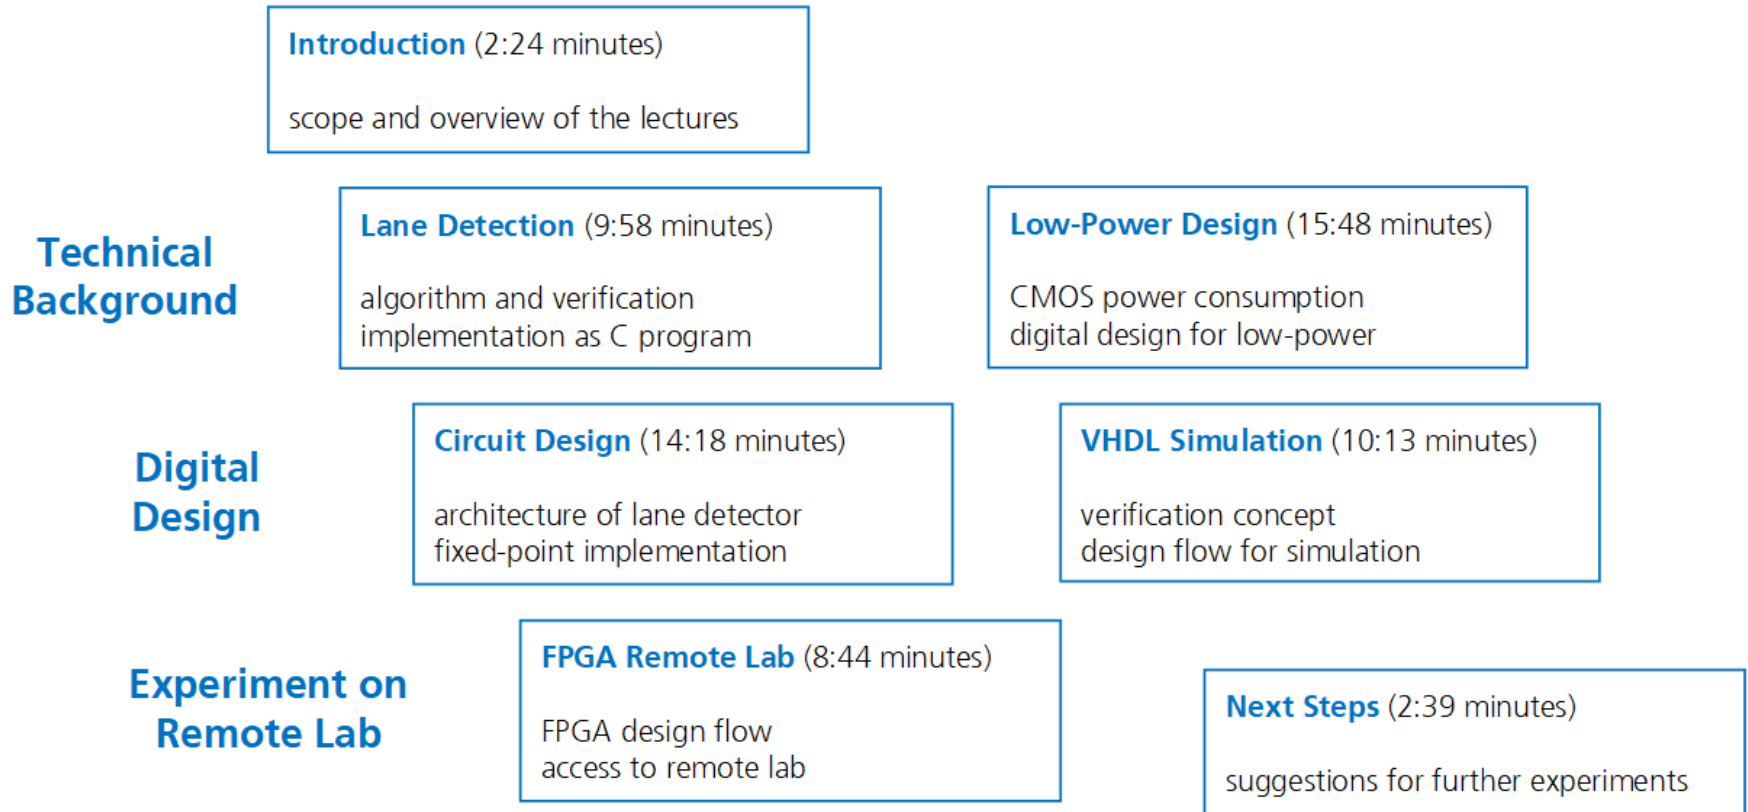 Introduction (2:24 minutes)
scope and overview of the lectures
Technical
Background
Lane Detection (9:58 minutes)
algorithm and verification
implementation as C program
Low-Power Design (15:48 minutes)
CMOS power consumption
digital design for low-power
Digital
Design
Circuit Design (14:18 minutes)
architecture of lane detector
fixed-point implementation
VHDL Simulation (10:13 minutes)
verification concept
design flow for simulation
Experiment on
Remote Lab
FPGA Remote Lab (8:44 minutes)
FPGA design flow
access to remote lab
Next Steps (2:39 minutes)
suggestions for further experiments